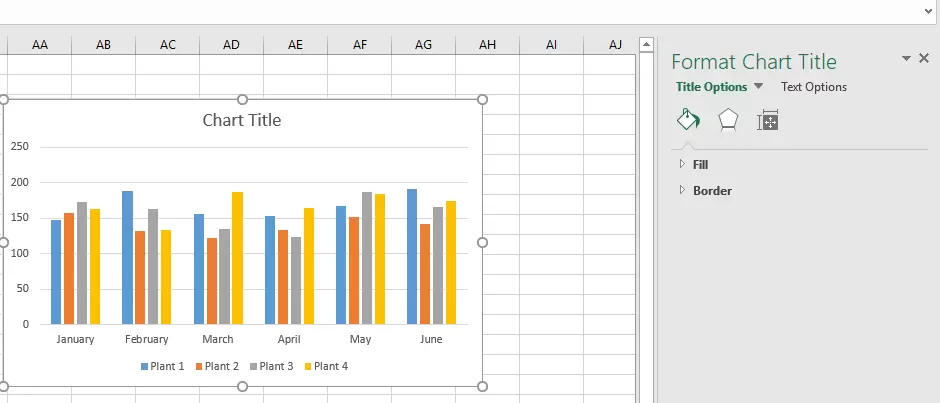 AA AB AC AD AE AF AG AH AI AJ
Format Chart Title
Title Options Text Options
Fill
Border
Chart Title
250
200
150
100
50
0
January February March April May June
Plant 1 Plant 2 Plant 3 Plant 4